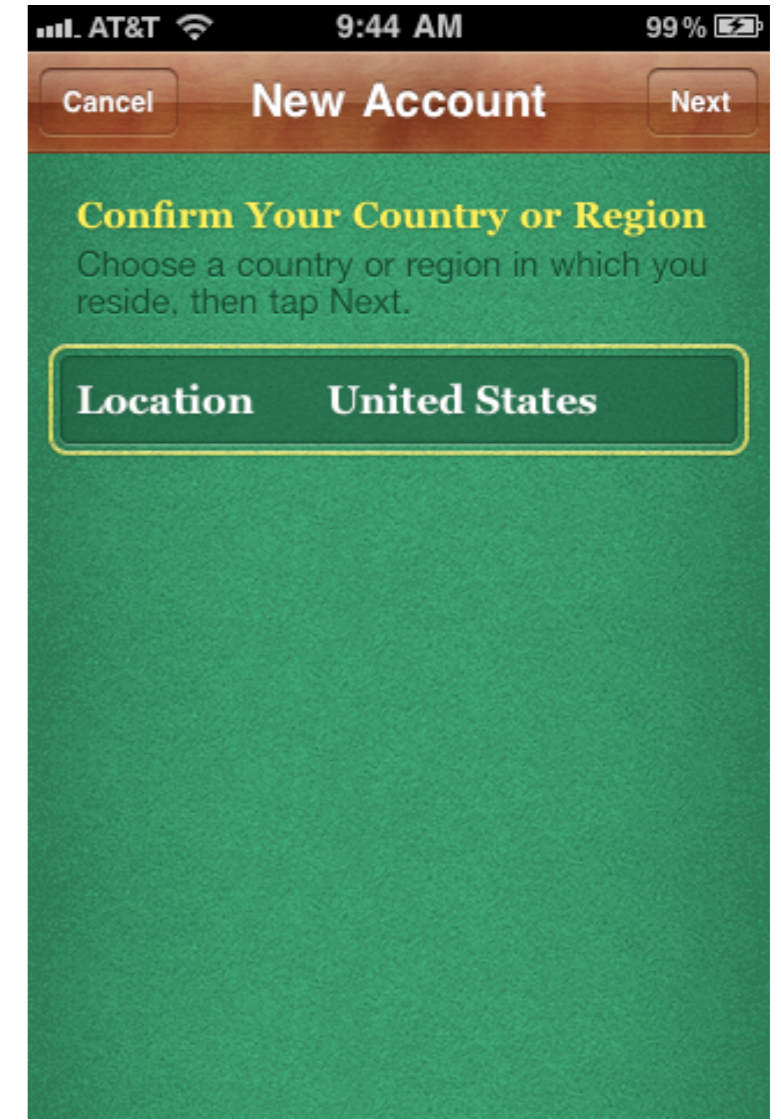 AT&T 9:44 AM 99%
Cancel New Account Next
Confirm Your Country or Region
Choose a country or region in which you
reside, then tap Next.
Location United States